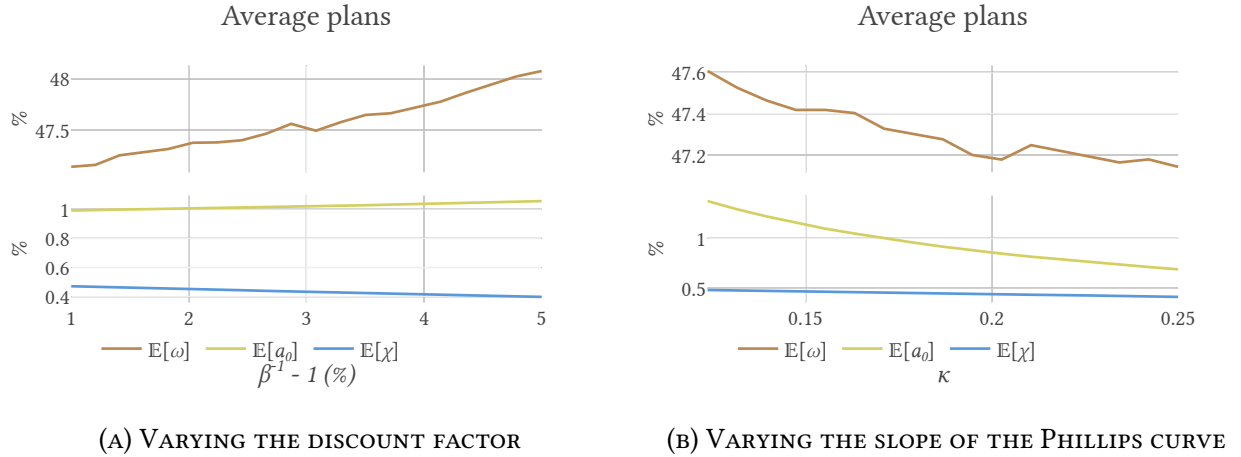 Average plans
48
47.5
%
1
0.8
0.6
0.4
%
1
2
3
4
5
𝔼[ω] 𝔼[a₀] 𝔼[χ]
β⁻¹ - 1 (%)
(A) Varying the discount factor
Average plans
47.6
47.4
47.2
%
1
0.5
%
0.15
0.2
0.25
𝔼[ω] 𝔼[a₀] 𝔼[χ]
κ
(B) Varying the slope of the Phillips curve